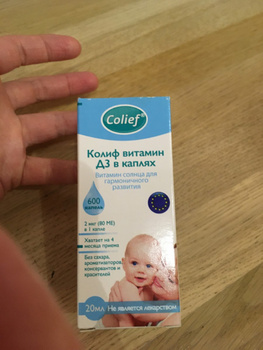 Colief®
Колиф витамин
Д3 в каплях
Витамин солнца для
гармоничного
развития
600
капель
2 мкг (80 МЕ)
в 1 капле
Хватает на 4
месяца приема
Без сахара,
ароматизаторов,
консервантов и
красителей
20мл Не является лекарством